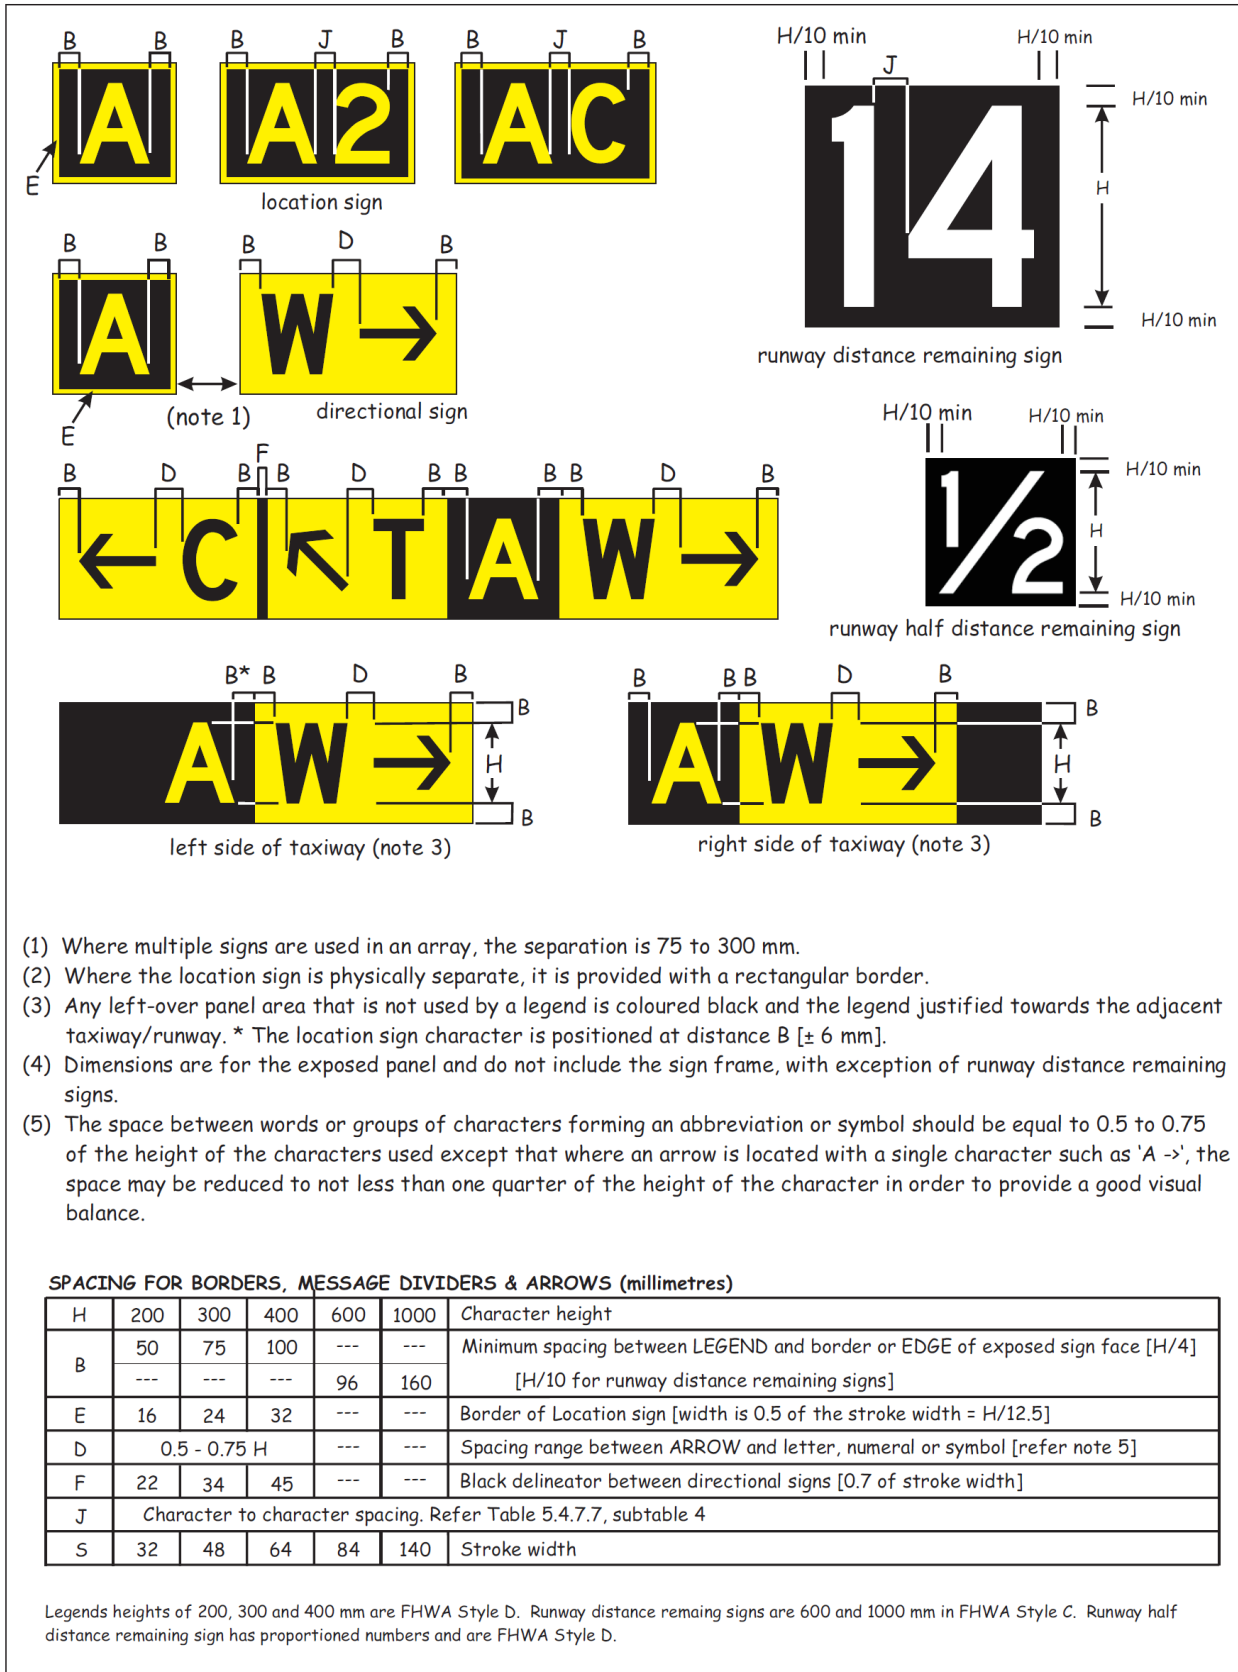 B B B J B B J B H/10 min H/10 min
J
A A2 AC 14
H/10 min
H
E
location sign
B B B D B
H/10 min
A W →
runway distance remaining sign
(note 1) directional sign
E
H/10 min H/10 min
F
B D B B D B B B B D B
H/10 min
← C ↖ T A W → 1/2
H
H/10 min
runway half distance remaining sign
B* B D B B B B D B
B B
A W → H A W → H
B B
left side of taxiway (note 3) right side of taxiway (note 3)
(1) Where multiple signs are used in an array, the separation is 75 to 300 mm.
(2) Where the location sign is physically separate, it is provided with a rectangular border.
(3) Any left-over panel area that is not used by a legend is coloured black and the legend justified towards the adjacent
taxiway/runway. * The location sign character is positioned at distance B [± 6 mm].
(4) Dimensions are for the exposed panel and do not include the sign frame, with exception of runway distance remaining
signs.
(5) The space between words or groups of characters forming an abbreviation or symbol should be equal to 0.5 to 0.75
of the height of the characters used except that where an arrow is located with a single character such as ‘A ->‘, the
space may be reduced to not less than one quarter of the height of the character in order to provide a good visual
balance.
SPACING FOR BORDERS, MESSAGE DIVIDERS & ARROWS (millimetres)
H 200 300 400 600 1000 Character height
B 50 75 100 --- --- Minimum spacing between LEGEND and border or EDGE of exposed sign face [H/4]
--- --- --- 96 160 [H/10 for runway distance remaining signs]
E 16 24 32 --- --- Border of Location sign [width is 0.5 of the stroke width = H/12.5]
D 0.5 - 0.75 H --- --- Spacing range between ARROW and letter, numeral or symbol [refer note 5]
F 22 34 45 --- --- Black delineator between directional signs [0.7 of stroke width]
J Character to character spacing. Refer Table 5.4.7.7, subtable 4
S 32 48 64 84 140 Stroke width
Legends heights of 200, 300 and 400 mm are FHWA Style D. Runway distance remaing signs are 600 and 1000 mm in FHWA Style C. Runway half
distance remaining sign has proportioned numbers and are FHWA Style D.